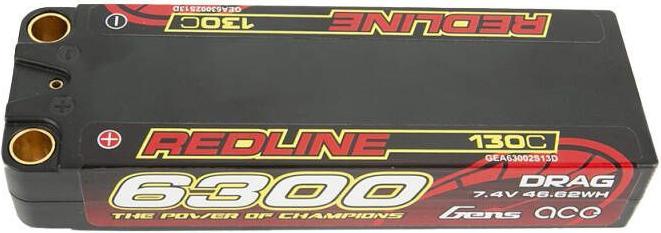 REDLINE
130C
GEA63002S13D
REDLINE
130C
GEA63002S13D
6300
DRAG
7.4V 46.62WH
THE POWER OF CHAMPIONS
Gens ace